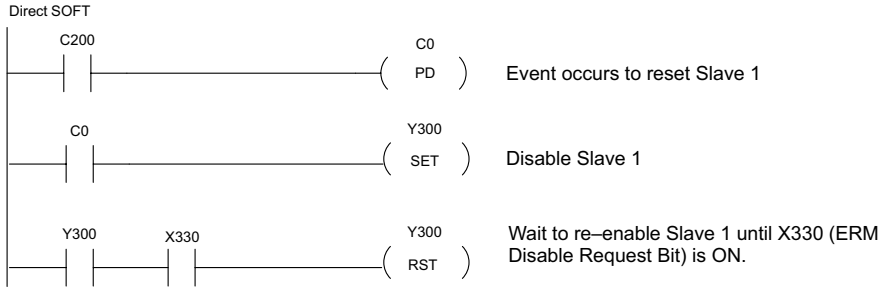 Direct SOFT
C200
C0
PD
Event occurs to reset Slave 1
C0
Y300
SET
Disable Slave 1
Y300
X330
Y300
RST
Wait to re–enable Slave 1 until X330 (ERM
Disable Request Bit) is ON.